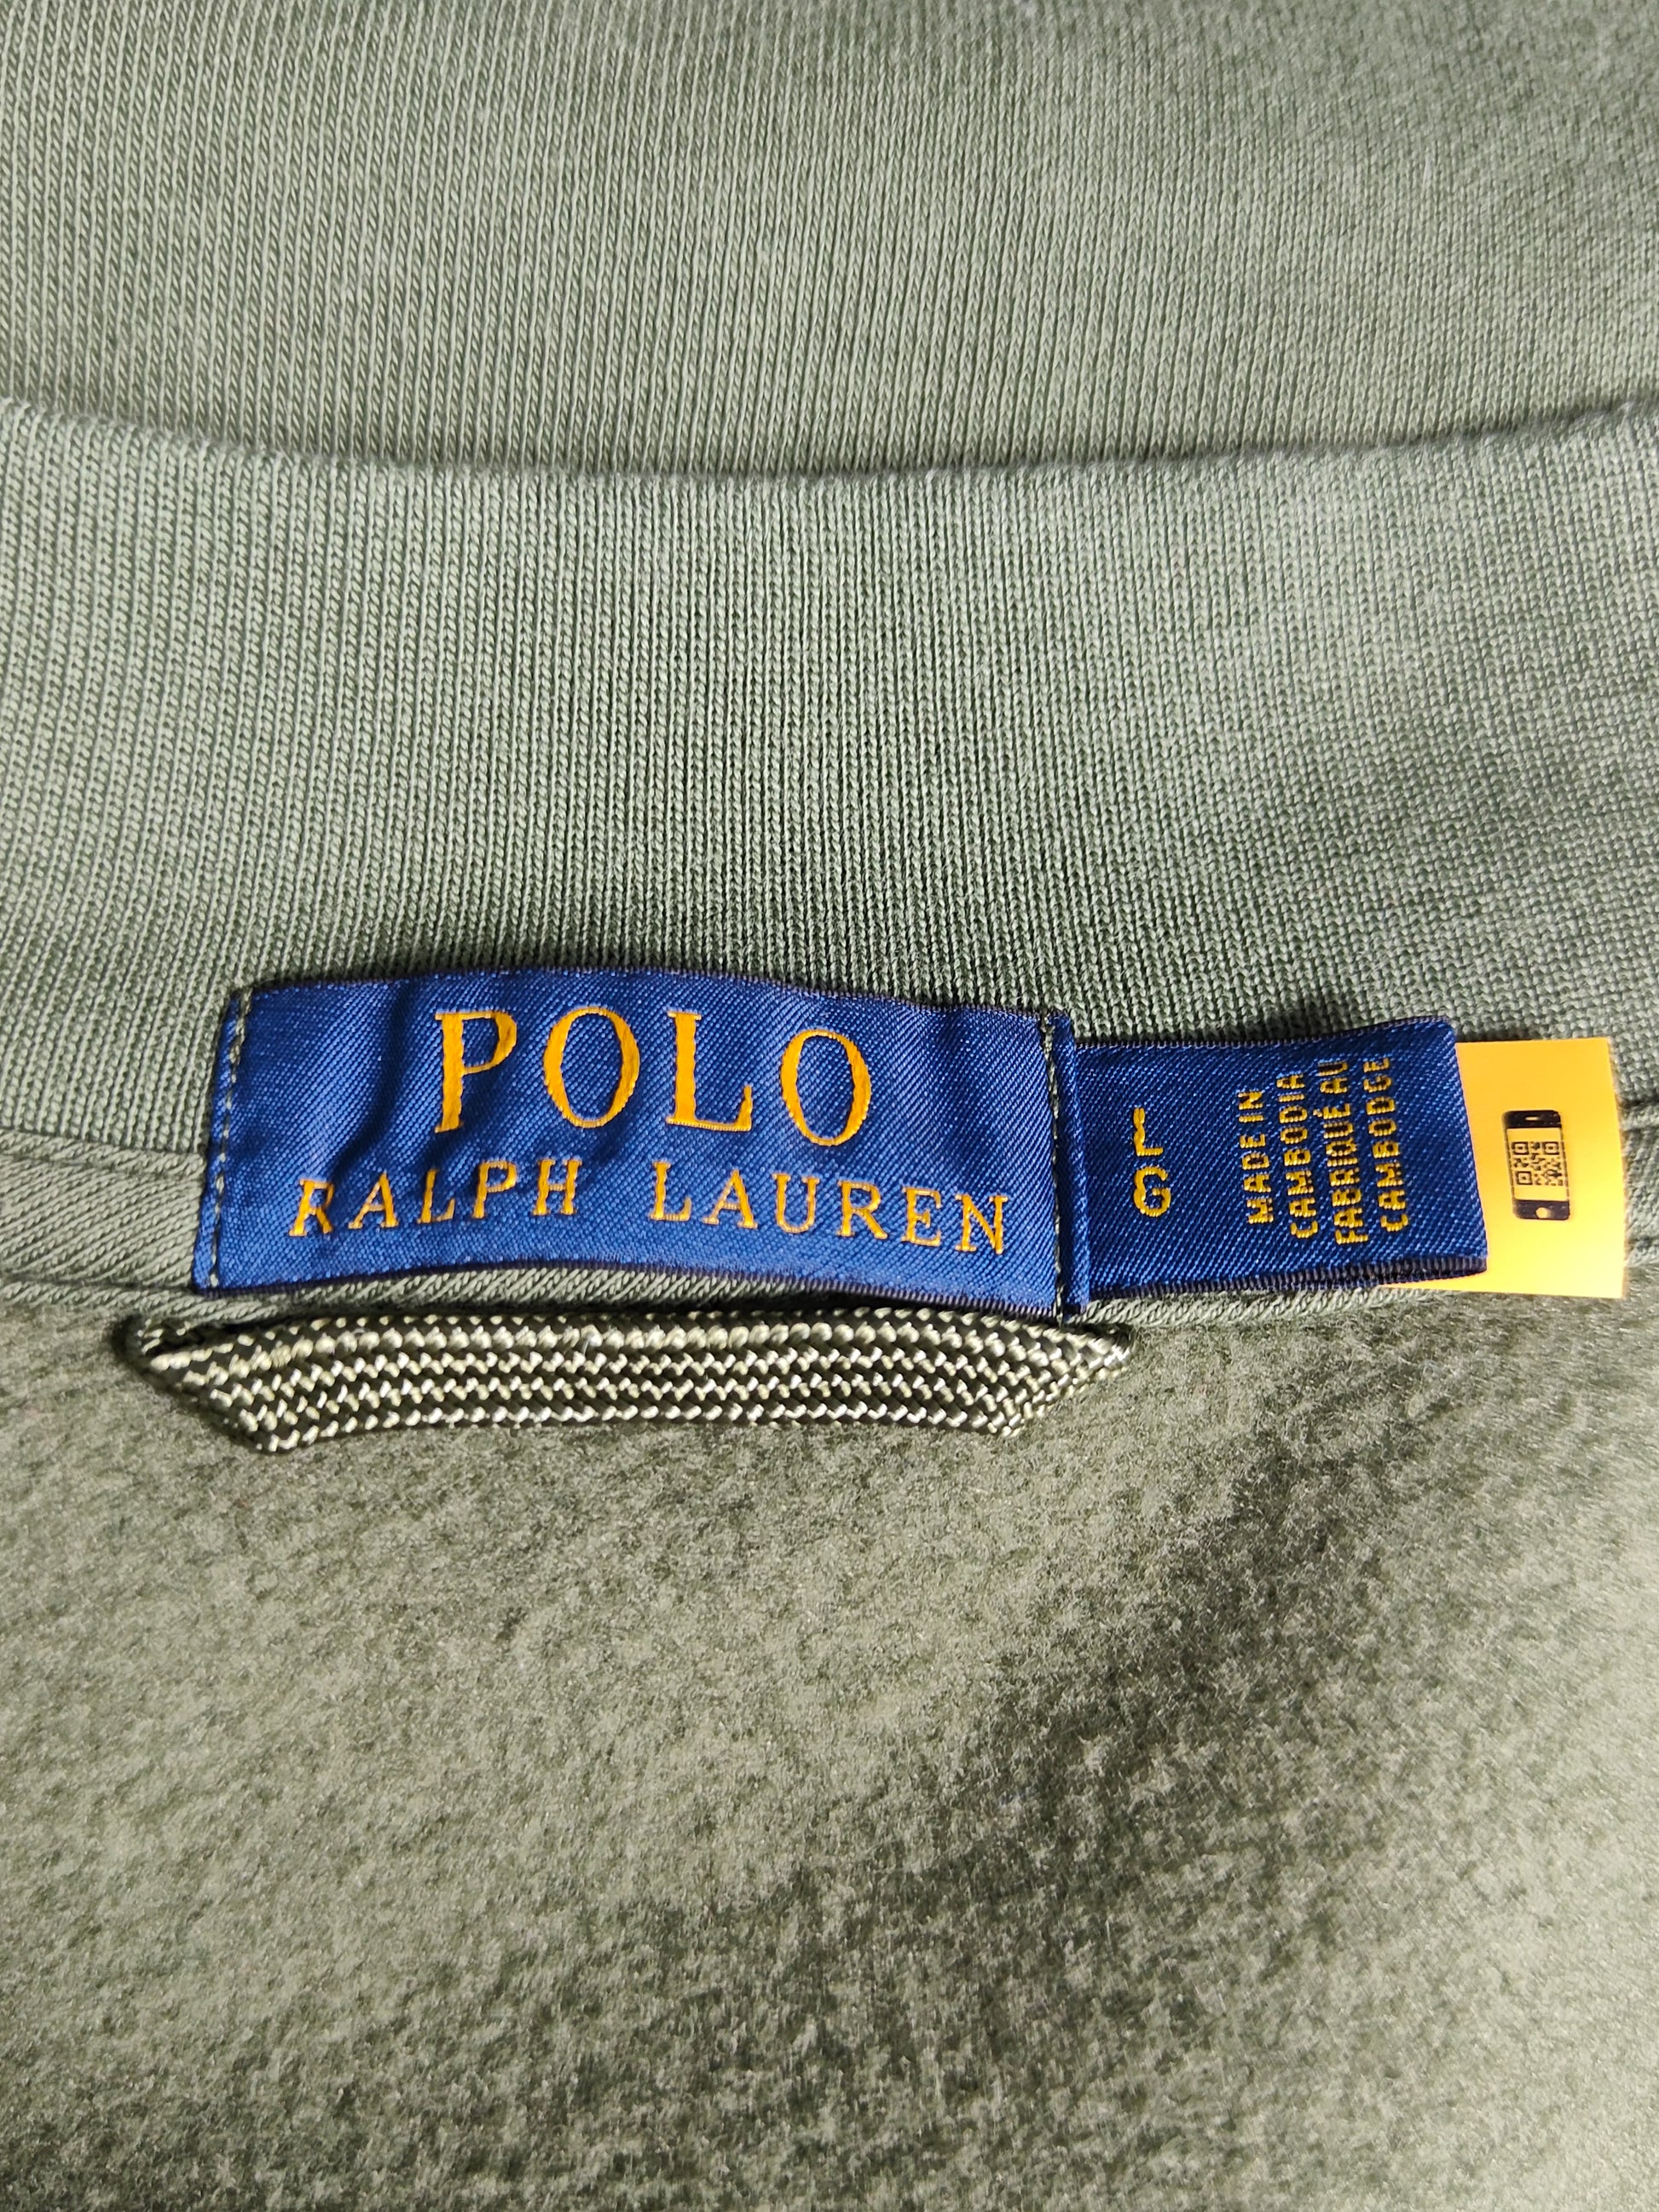 POLO
RALPH LAUREN
L
G
MADE IN
CAMBODIA
FABRIQUÉ AU
CAMBODGE